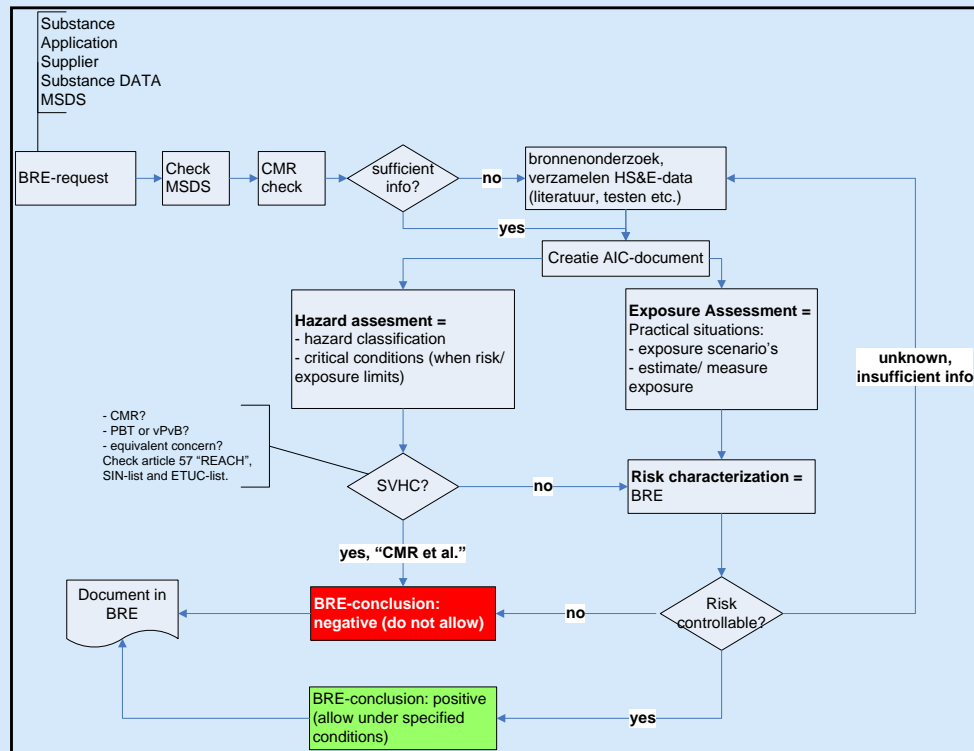 Substance
Application
Supplier
Substance DATA
MSDS
BRE-request
Check
MSDS
CMR
check
sufficient
info?
no
bronnenonderzoek,
verzamelen HS&E-data
(literatuur, testen etc.)
yes
Creatie AIC-document
Hazard assesment =
- hazard classification
- critical conditions (when risk/
exposure limits)
Exposure Assessment =
Practical situations:
- exposure scenario's
- estimate/ measure
exposure
unknown,
insufficient info
- CMR?
- PBT or vPvB?
- equivalent concern?
Check article 57 “REACH”,
SIN-list and ETUC-list.
SVHC?
no
Risk characterization =
BRE
yes, “CMR et al.”
Document in
BRE
BRE-conclusion:
negative (do not allow)
no
Risk
controllable?
BRE-conclusion: positive
(allow under specified
conditions)
yes